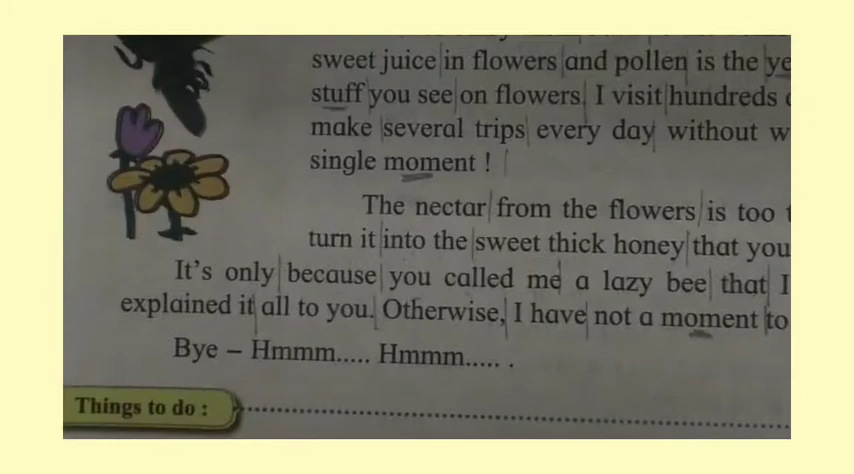 sweet juice in flowers and pollen is the
stuff you see on flowers. I visit hundreds
make several trips every day without
single moment !
The nectar from the flowers is too
turn it into the sweet thick honey that you
It's only because you called me a lazy bee that I
explained it all to you. Otherwise, I have not a moment to
Bye – Hmmm..... Hmmm..... .
Things to do :